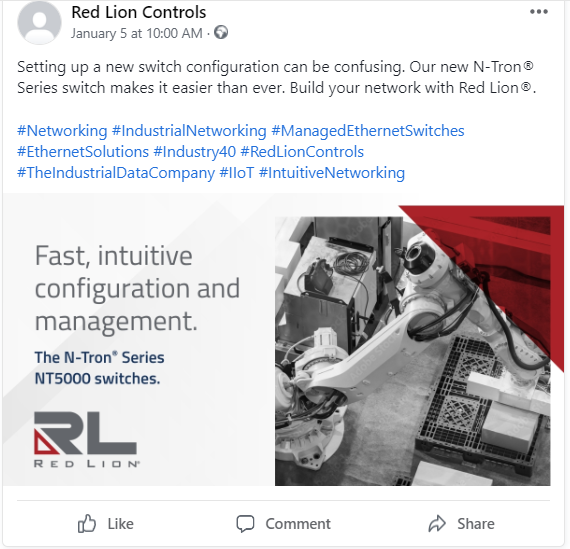 Red Lion Controls
January 5 at 10:00 AM ·
Setting up a new switch configuration can be confusing. Our new N-Tron®
Series switch makes it easier than ever. Build your network with Red Lion®.
#Networking #IndustrialNetworking #ManagedEthernetSwitches
#EthernetSolutions #Industry40 #RedLionControls
#TheIndustrialDataCompany #IIoT #IntuitiveNetworking
Fast, intuitive
configuration and
management.
The N-Tron® Series
NT5000 switches.
RL
RED LION®
Like
Comment
Share